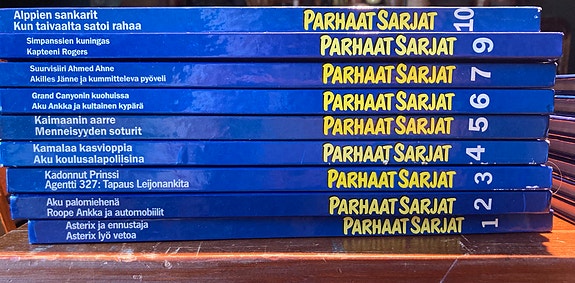 Alppien sankarit
Kun taivaalta satoi rahaa
PARHAAT SARJAT 10
Simpanssien kuningas
Kapteeni Rogers
PARHAAT SARJAT 9
Suurvisiiri Ahmed Ahne
Akilles Jänne ja kummitteleva pyöveli
PARHAAT SARJAT 7
Grand Canyonin kuohuissa
Aku Ankka ja kultainen kypärä
PARHAAT SARJAT 6
Kalmaanin aarre
Menneisyyden soturit
PARHAAT SARJAT 5
Kamalaa kasvioppia
Aku koulusalapoliisina
PARHAAT SARJAT 4
Kadonnut Prinssi
Agentti 327: Tapaus Leijonankita
PARHAAT SARJAT 3
Aku palomiehenä
Roope Ankka ja automobiilit
PARHAAT SARJAT 2
Asterix ja ennustaja
Asterix lyö vetoa
PARHAAT SARJAT 1